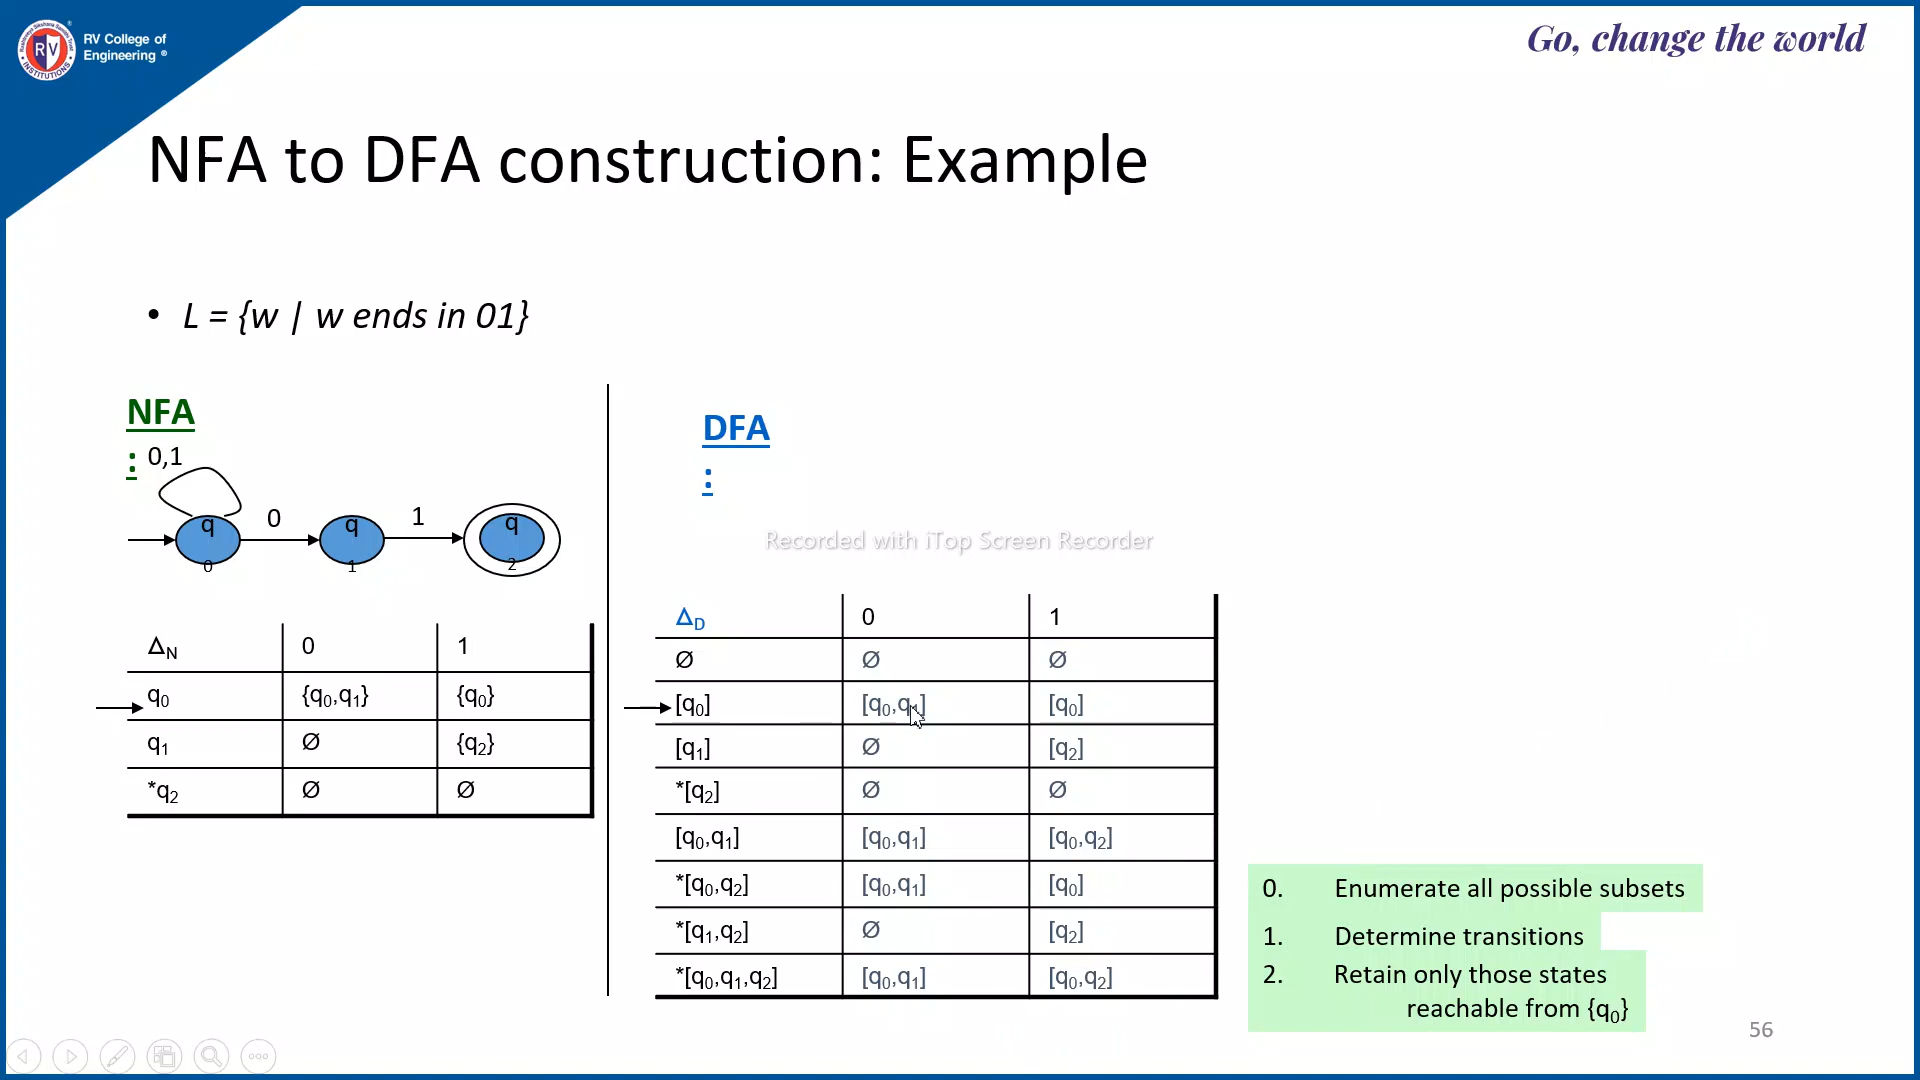 RV College of
Engineering ®
Go, change the world
NFA to DFA construction: Example
• L = {w | w ends in 01}
NFA
:
0,1
q0
0
q1
1
q2
DFA
:
Recorded with iTop Screen Recorder
ΔN 0 1
q0 {q0,q1} {q0}
q1 Ø {q2}
*q2 Ø Ø
ΔD 0 1
Ø Ø Ø
[q0] [q0,q1] [q0]
[q1] Ø [q2]
*[q2] Ø Ø
[q0,q1] [q0,q1] [q0,q2]
*[q0,q2] [q0,q1] [q0]
*[q1,q2] Ø [q2]
*[q0,q1,q2] [q0,q1] [q0,q2]
0. Enumerate all possible subsets
1. Determine transitions
2. Retain only those states
reachable from {q0}
56